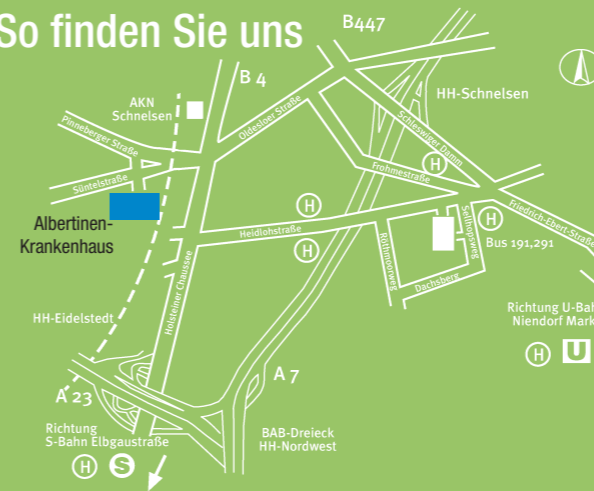 So finden Sie uns
B447
B 4
AKN
Schnelsen
HH-Schnelsen
Oldesloer Straße
Pinneberger Straße
Schleswiger Damm
H
Frohmestraße
Süntelstraße
Albertinen-
Krankenhaus
H
Heidlohstraße
H
Sellhopsweg
H
Friedrich-Ebert-Straße
Bus 191,291
Röthmoorweg
Dachsberg
Holsteiner Chaussee
HH-Eidelstedt
Richtung U-Bah
Niendorf Mark
H U
A 7
A 23
Richtung
S-Bahn Elbgaustraße
H S
BAB-Dreieck
HH-Nordwest